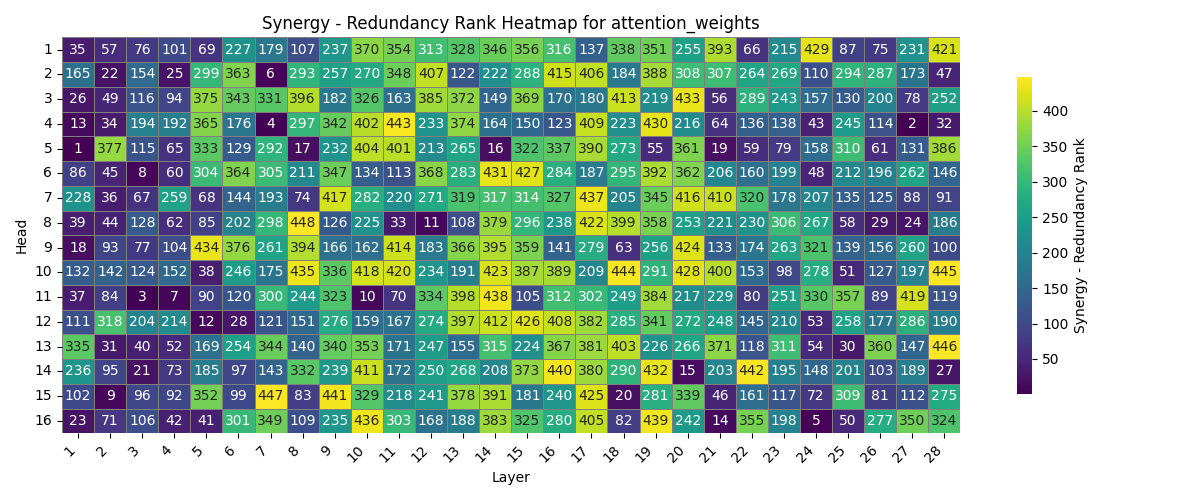 Synergy - Redundancy Rank Heatmap for attention_weights
1 35 57 76 101 69 227 179 107 237 370 354 313 328 346 356 316 137 338 351 255 393 66 215 429 87 75 231 421
2 165 22 154 25 299 363 6 293 257 270 348 407 122 222 288 415 406 184 388 308 307 264 269 110 294 287 173 47
3 26 49 116 94 375 343 331 396 182 326 163 385 372 149 369 170 180 413 219 433 56 289 243 157 130 200 78 252
4 13 34 194 192 365 176 4 297 342 402 443 233 374 164 150 123 409 223 430 216 64 136 138 43 245 114 2 32
5 1 377 115 65 333 129 292 17 232 404 401 213 265 16 322 337 390 273 55 361 19 59 79 158 310 61 131 386
6 86 45 8 60 304 364 305 211 347 134 113 368 283 431 427 284 187 295 392 362 206 160 199 48 212 196 262 146
7 228 36 67 259 68 144 193 74 417 282 220 271 319 317 314 327 437 205 345 416 410 320 178 207 135 125 88 91
8 39 44 128 62 85 202 298 448 126 225 33 11 108 379 296 238 422 399 358 253 221 230 306 267 58 29 24 186
9 18 93 77 104 434 376 261 394 166 162 414 183 366 395 359 141 279 63 256 424 133 174 263 321 139 156 260 100
10 132 142 124 152 38 246 175 435 336 418 420 234 191 423 387 389 209 444 291 428 400 153 98 278 51 127 197 445
11 37 84 3 7 90 120 300 244 323 10 70 334 398 438 105 312 302 249 384 217 229 80 251 330 357 89 419 119
12 111 318 204 214 12 28 121 151 276 159 167 274 397 412 426 408 382 285 341 272 248 145 210 53 258 177 286 190
13 335 31 40 52 169 254 344 140 340 353 171 247 155 315 224 367 381 403 226 266 371 118 311 54 30 360 147 446
14 236 95 21 73 185 97 143 332 239 411 172 250 268 208 373 440 380 290 432 15 203 442 195 148 201 103 189 27
15 102 9 96 92 352 99 447 83 441 329 218 241 378 391 181 240 425 20 281 339 46 161 117 72 309 81 112 275
16 23 71 106 42 41 301 349 109 235 436 303 168 188 383 325 280 405 82 439 242 14 355 198 5 50 277 350 324
1 2 3 4 5 6 7 8 9 10 11 12 13 14 15 16 17 18 19 20 21 22 23 24 25 26 27 28
Layer
Head
400
350
300
250
200
150
100
50
Synergy - Redundancy Rank